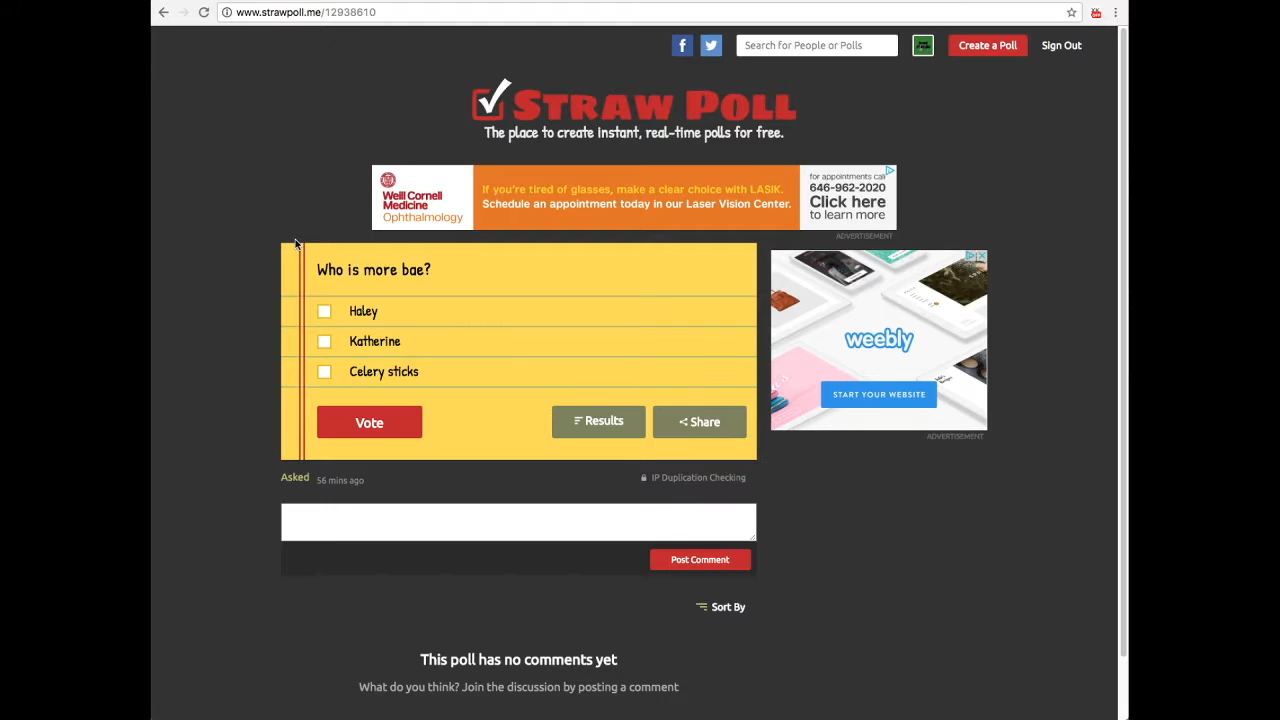 www.strawpoll.me/12938610
Search for People or Polls
Create a Poll
Sign Out
STRAW POLL
The place to create instant, real-time polls for free.
Weill Cornell
Medicine
Ophthalmology
If you're tired of glasses, make a clear choice with LASIK.
Schedule an appointment today in our Laser Vision Center.
for appointments call
646-962-2020
Click here
to learn more
ADVERTISEMENT
Who is more bae?
Haley
Katherine
Celery sticks
Vote
Results
Share
weebly
START YOUR WEBSITE
ADVERTISEMENT
Asked 56 mins ago
IP Duplication Checking
Post Comment
Sort By
This poll has no comments yet
What do you think? Join the discussion by posting a comment